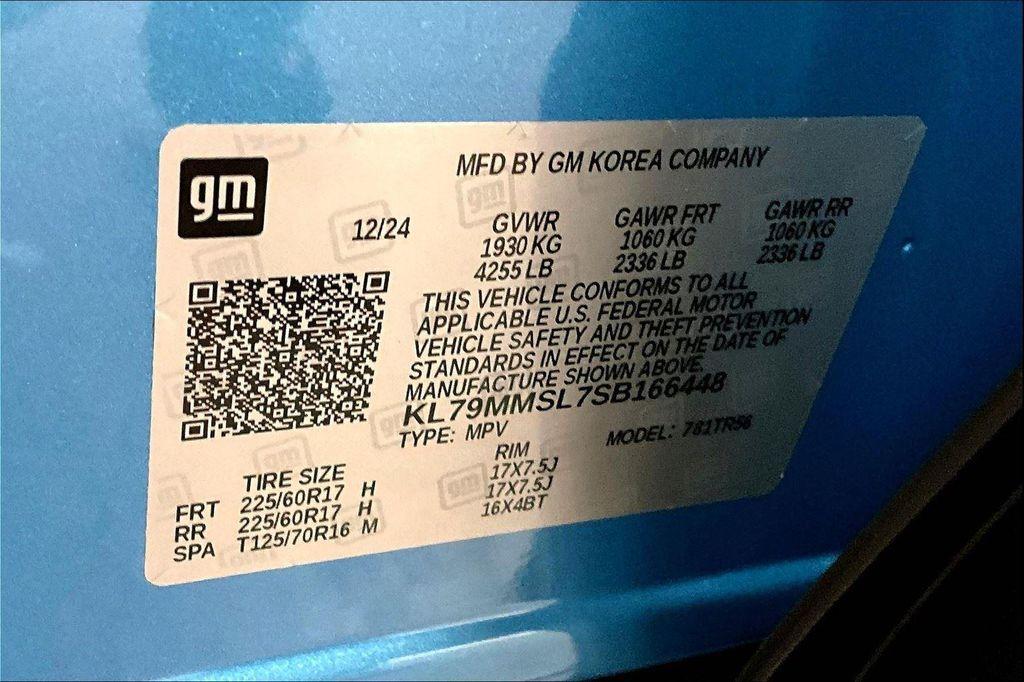 gm
MFD BY GM KOREA COMPANY
12/24 GVWR GAWR FRT GAWR RR
1930 KG 1060 KG 1060 KG
4255 LB 2336 LB 2336 LB
THIS VEHICLE CONFORMS TO ALL
APPLICABLE U.S. FEDERAL MOTOR
VEHICLE SAFETY AND THEFT PREVENTION
STANDARDS IN EFFECT ON THE DATE OF
MANUFACTURE SHOWN ABOVE.
KL79MMSL7SB166448
TYPE: MPV MODEL: 781TR56
TIRE SIZE RIM
FRT 225/60R17 H 17X7.5J
RR 225/60R17 H 17X7.5J
SPA T125/70R16 M 16X4BT